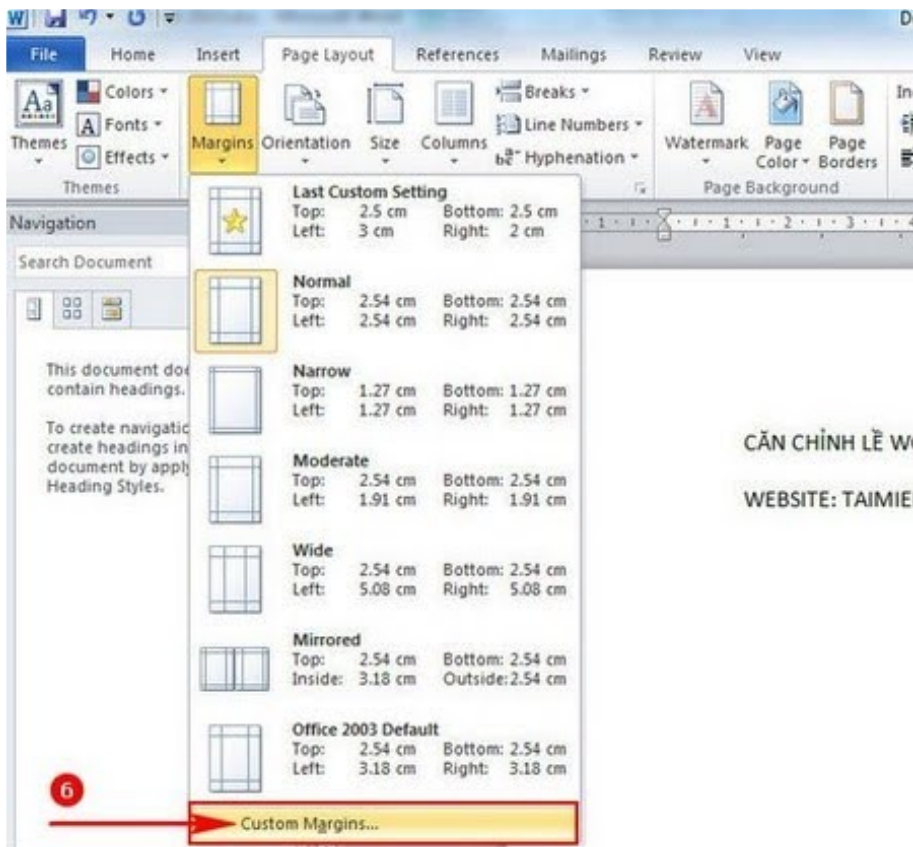 File Home Insert Page Layout References Mailings Review View
Themes
Colors
Fonts
Effects
Themes
Margins
Orientation
Size
Columns
Breaks
Line Numbers
Hyphenation
Watermark
Page Color
Page Borders
Page Background
Navigation
Search Document
This document
contain headings.
To create
create headings in
document by
Heading Styles.
Last Custom Setting
Top: 2.5 cm Bottom: 2.5 cm
Left: 3 cm Right: 2 cm
Normal
Top: 2.54 cm Bottom: 2.54 cm
Left: 2.54 cm Right: 2.54 cm
Narrow
Top: 1.27 cm Bottom: 1.27 cm
Left: 1.27 cm Right: 1.27 cm
Moderate
Top: 2.54 cm Bottom: 2.54 cm
Left: 1.91 cm Right: 1.91 cm
Wide
Top: 2.54 cm Bottom: 2.54 cm
Left: 5.08 cm Right: 5.08 cm
Mirrored
Top: 2.54 cm Bottom: 2.54 cm
Inside: 3.18 cm Outside: 2.54 cm
Office 2003 Default
Top: 2.54 cm Bottom: 2.54 cm
Left: 3.18 cm Right: 3.18 cm
6
Custom Margins...
CĂN CHỈNH LỀ
WEBSITE: